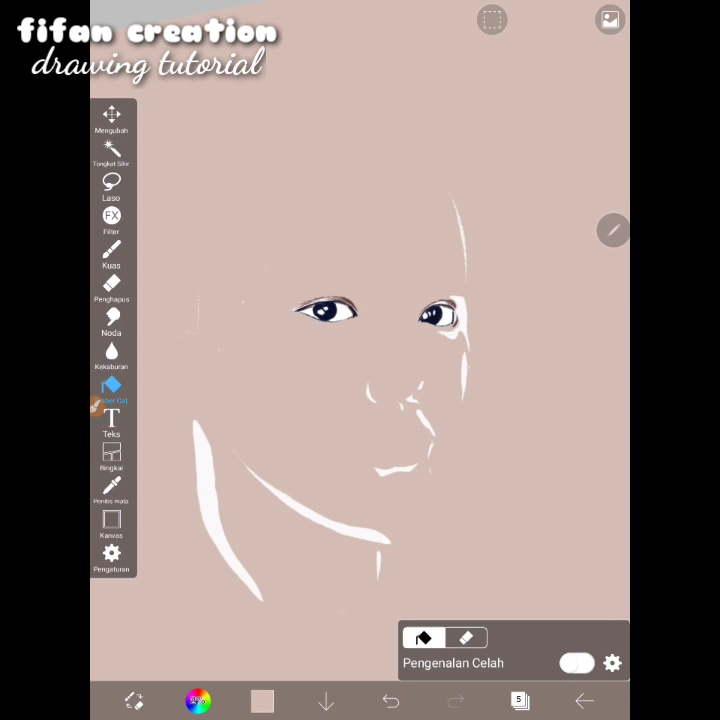 fifan creation
drawing tutorial
Mengubah
Tongkat Sihir
Laso
FX
Filter
Kuas
Penghapus
Noda
Kekaburan
T
Teks
Bingkai
Kanvas
Pengaturan
Pengenalan Celah
5